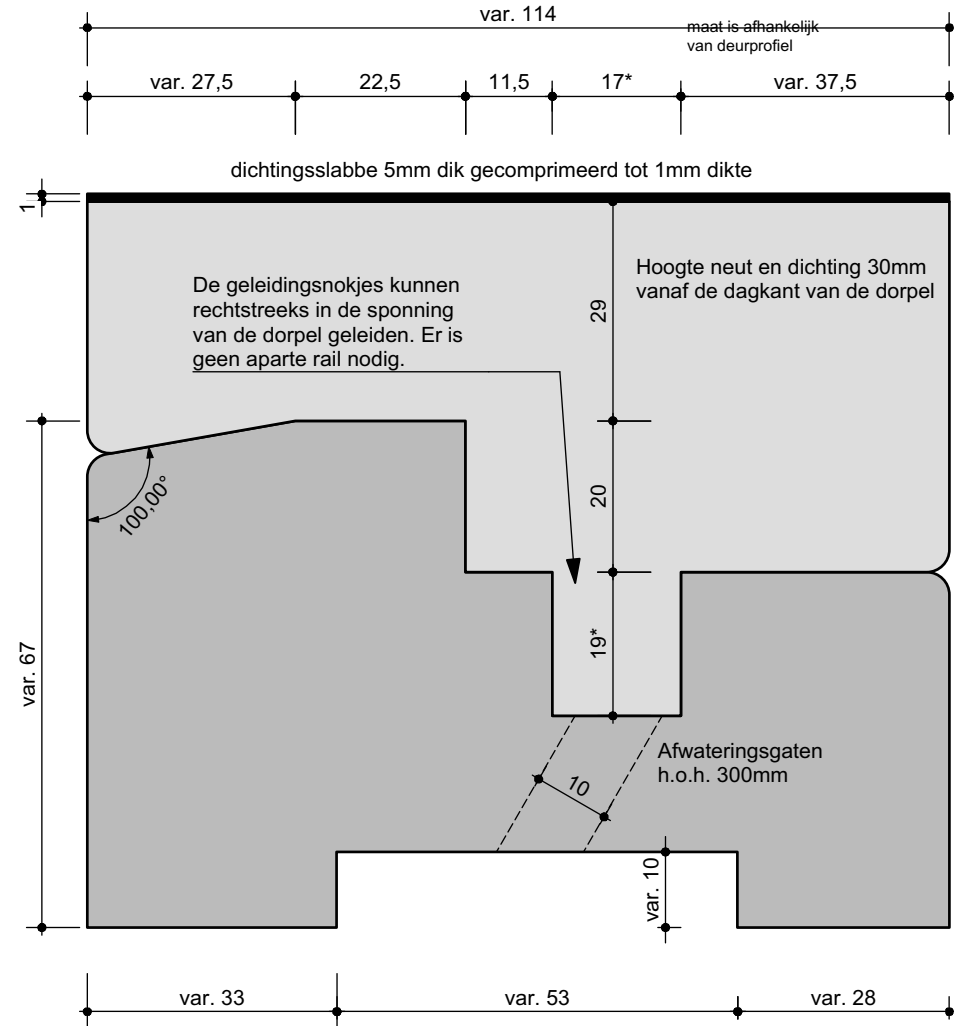 var. 114
maat is afhankelijk
van deurprofiel
var. 27,5
22,5
11,5
17*
var. 37,5
dichtingsslabbe 5mm dik gecomprimeerd tot 1mm dikte
1
De geleidingsnokjes kunnen
rechtstreeks in de sponning
van de dorpel geleiden. Er is
geen aparte rail nodig.
29
Hoogte neut en dichting 30mm
vanaf de dagkant van de dorpel
100,00°
20
19*
var. 67
Afwateringsgaten
h.o.h. 300mm
10
var. 10
var. 33
var. 53
var. 28